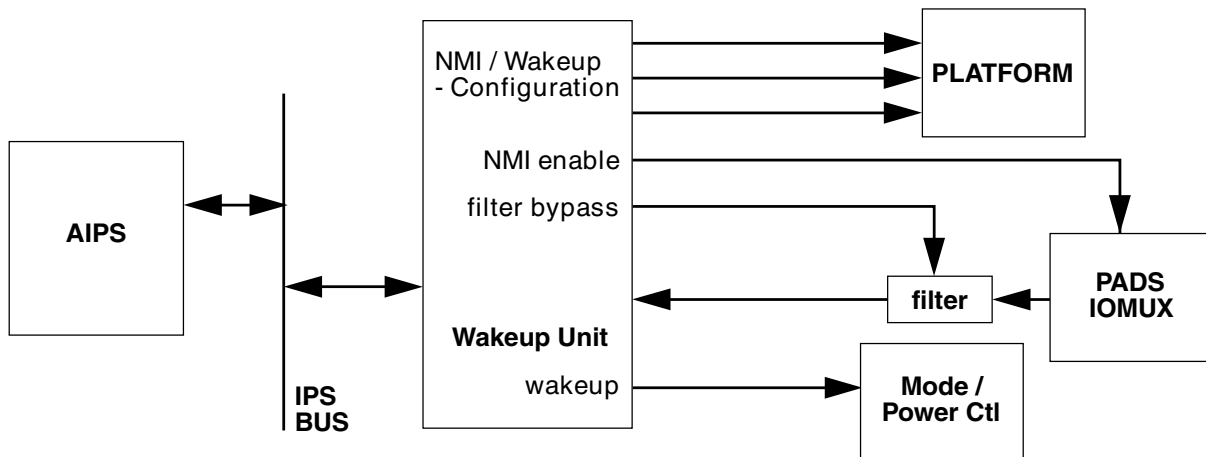 NMI / Wakeup
- Configuration
PLATFORM
NMI enable
filter bypass
AIPS
PADS
IOMUX
filter
Wakeup Unit
wakeup
Mode /
Power Ctl
IPS
BUS